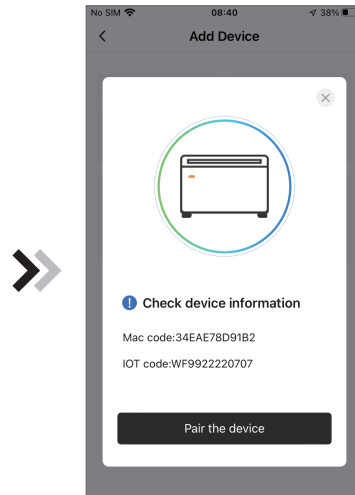 No SIM 08:40 38%
Add Device
Check device information
Mac code:34EAE78D91B2
IOT code:WF9922220707
Pair the device